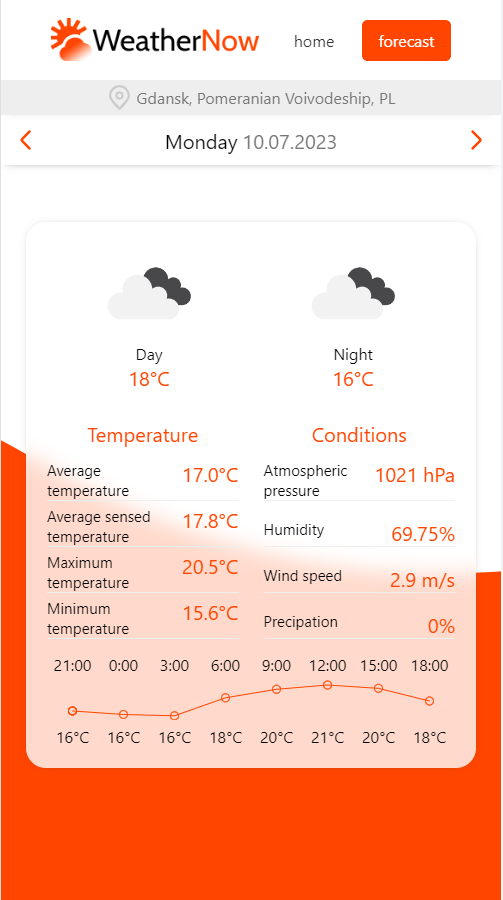 WeatherNow home forecast
Gdansk, Pomeranian Voivodeship, PL
Monday 10.07.2023
Day Night
18°C 16°C
Temperature Conditions
Average
temperature 17.0°C
Atmospheric
pressure 1021 hPa
Average sensed
temperature 17.8°C
Humidity 69.75%
Maximum
temperature 20.5°C
Wind speed 2.9 m/s
Minimum
temperature 15.6°C
Precipation 0%
21:00 0:00 3:00 6:00 9:00 12:00 15:00 18:00
16°C 16°C 16°C 18°C 20°C 21°C 20°C 18°C